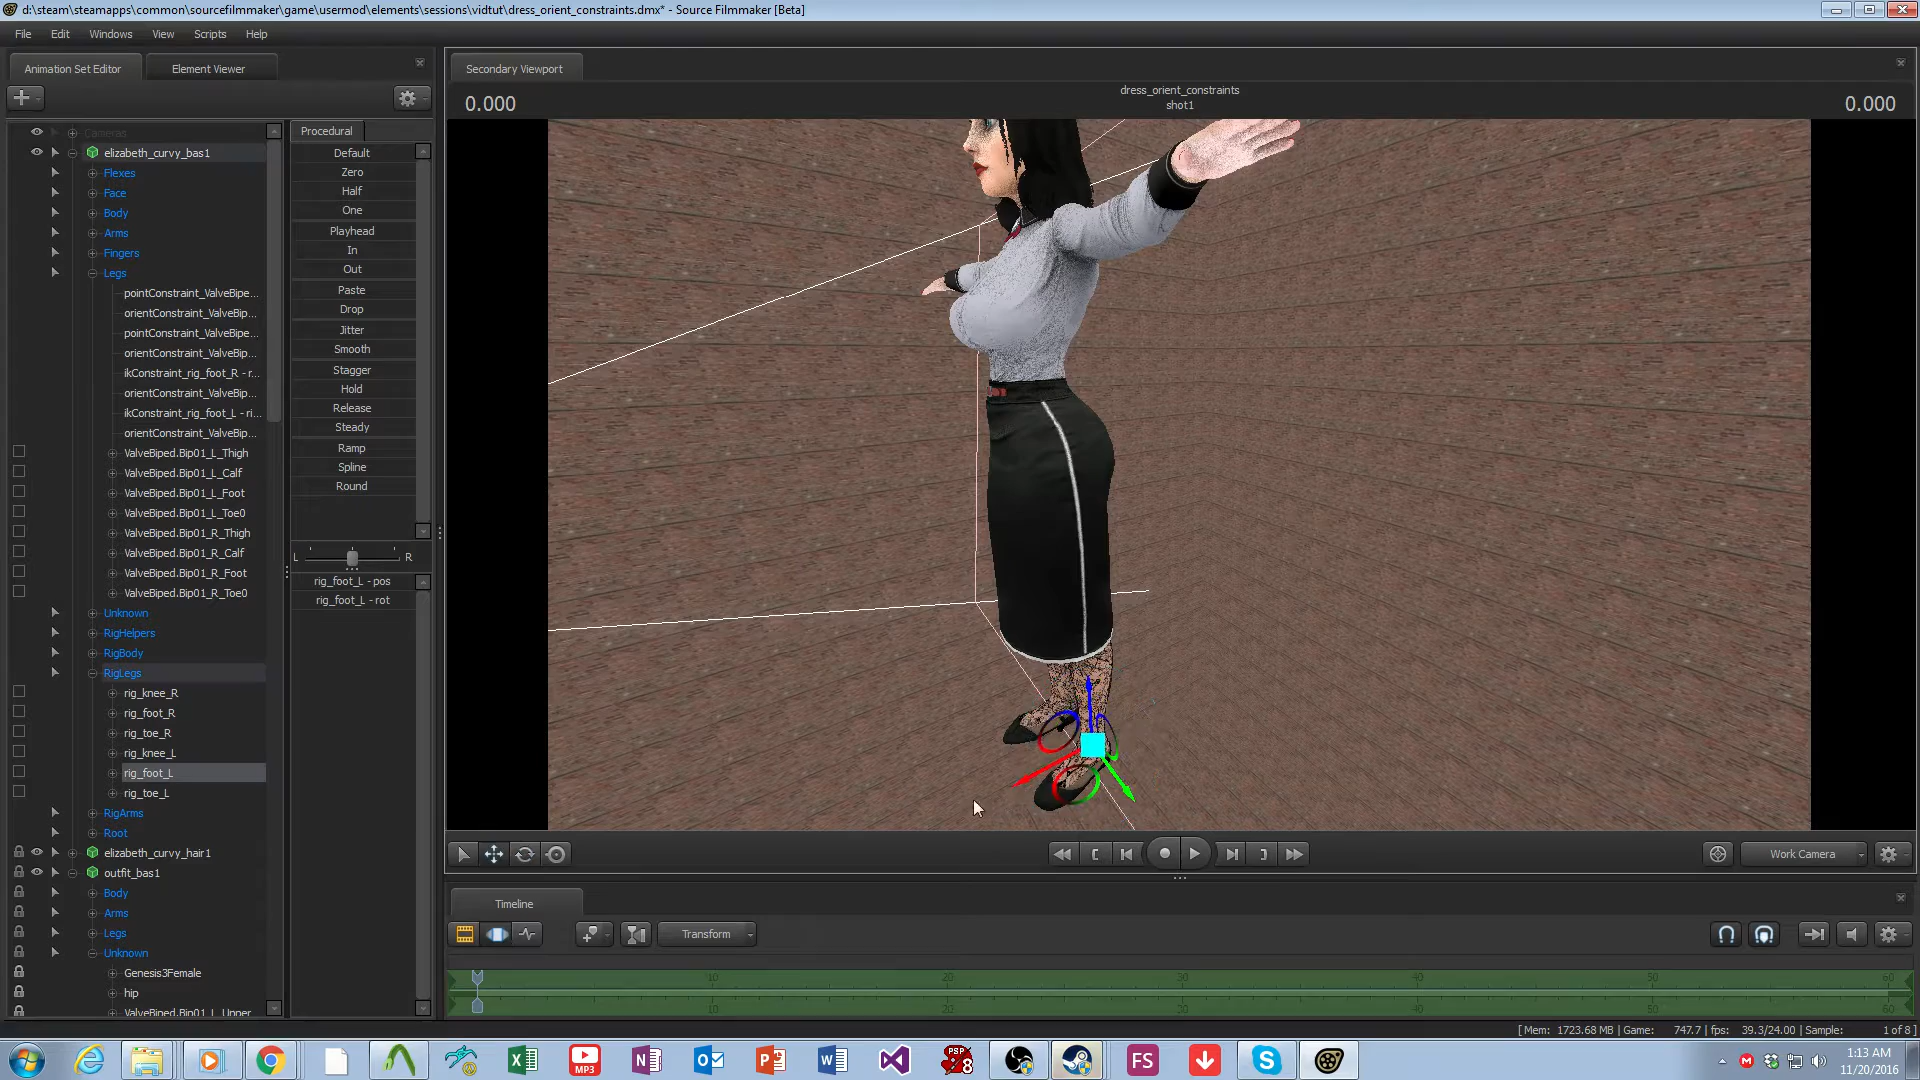 d:\steam\steamapps\common\sourcefilmmaker\game\usermod\elements\sessions\vidtut\dress_orient_constraints.dmx* - Source Filmmaker [Beta]
File Edit Windows View Scripts Help
Animation Set Editor Element Viewer
Secondary Viewport
0.000
dress_orient_constraints
shot1
0.000
Cameras
elizabeth_curvy_bas1
Flexes
Face
Body
Arms
Fingers
Legs
pointConstraint_ValveBipe...
orientConstraint_ValveBip...
pointConstraint_ValveBipe...
orientConstraint_ValveBip...
ikConstraint_rig_foot_R - r...
orientConstraint_ValveBip...
ikConstraint_rig_foot_L - ri...
orientConstraint_ValveBip...
ValveBiped.Bip01_L_Thigh
ValveBiped.Bip01_L_Calf
ValveBiped.Bip01_L_Foot
ValveBiped.Bip01_L_Toe0
ValveBiped.Bip01_R_Thigh
ValveBiped.Bip01_R_Calf
ValveBiped.Bip01_R_Foot
ValveBiped.Bip01_R_Toe0
Unknown
RigHelpers
RigBody
RigLegs
rig_knee_R
rig_foot_R
rig_toe_R
rig_knee_L
rig_foot_L
rig_toe_L
RigArms
Root
elizabeth_curvy_hair1
outfit_bas1
Body
Arms
Legs
Unknown
Genesis3Female
hip
ValveBiped.Bip01_L_Upper
Procedural
Default
Zero
Half
One
Playhead
In
Out
Paste
Drop
Jitter
Smooth
Stagger
Hold
Release
Steady
Ramp
Spline
Round
L R
rig_foot_L - pos
rig_foot_L - rot
Work Camera
Timeline
Transform
10 20 30 40 50 60
10 20 30 40 50 60
[ Mem: 1723.68 MB | Game: 747.7 | fps: 39.3/24.00 | Sample: 1 of 8 ]
MP3
PSP 8
FS
1:13 AM
11/20/2016